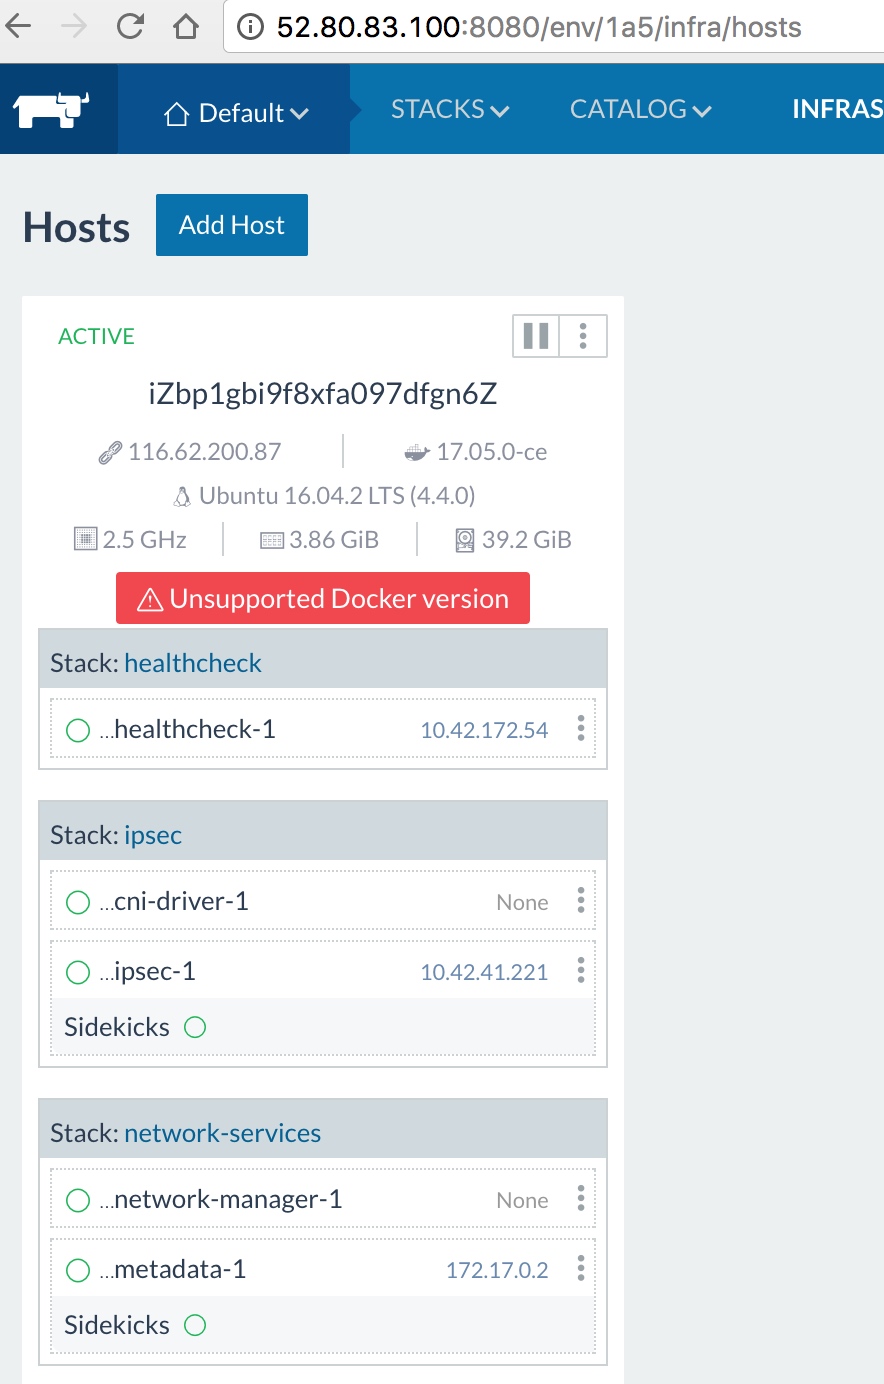 52.80.83.100:8080/env/1a5/infra/hosts
Default STACKS CATALOG INFRAS
Hosts Add Host
ACTIVE
iZbp1gbi9f8xfa097dfgn6Z
116.62.200.87 17.05.0-ce
Ubuntu 16.04.2 LTS (4.4.0)
2.5 GHz 3.86 GiB 39.2 GiB
Unsupported Docker version
Stack: healthcheck
...healthcheck-1 10.42.172.54
Stack: ipsec
...cni-driver-1 None
...ipsec-1 10.42.41.221
Sidekicks
Stack: network-services
...network-manager-1 None
...metadata-1 172.17.0.2
Sidekicks